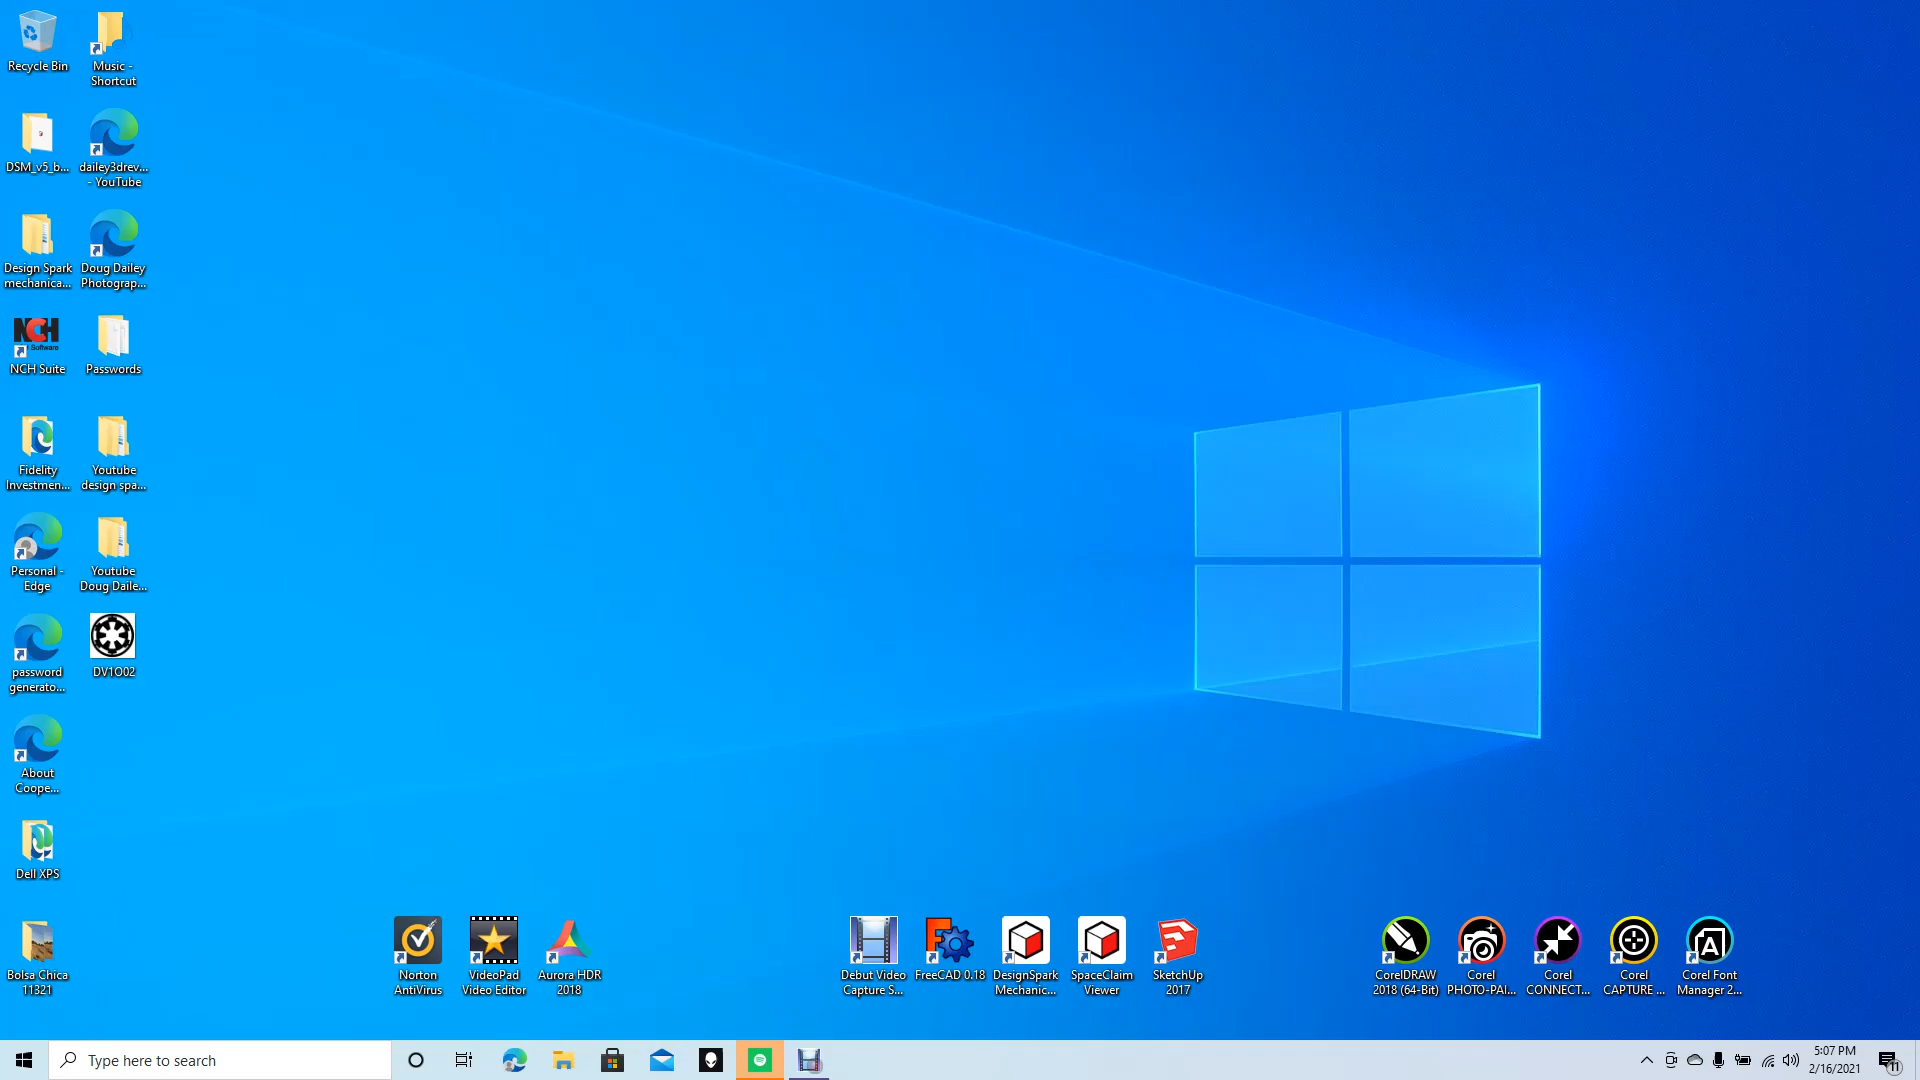 Recycle Bin
Music -
Shortcut
DSM_v5_b...
dailey3drev...
- YouTube
Design Spark
mechanica...
Doug Dailey
Photograp...
NCH
Software
NCH Suite
Passwords
Fidelity
Investmen...
Youtube
design spa...
Personal -
Edge
Youtube
Doug Daile...
password
generato...
DV1O02
About
Coope...
Dell XPS
Bolsa Chica
11321
Norton
AntiVirus
VideoPad
Video Editor
Aurora HDR
2018
Debut Video
Capture S...
FreeCAD 0.18
DesignSpark
Mechanic...
SpaceClaim
Viewer
SketchUp
2017
CorelDRAW
2018 (64-Bit)
Corel
PHOTO-PAI...
Corel
CONNECT...
Corel
CAPTURE ...
A
Corel Font
Manager 2...
Type here to search
5:07 PM
2/16/2021
11